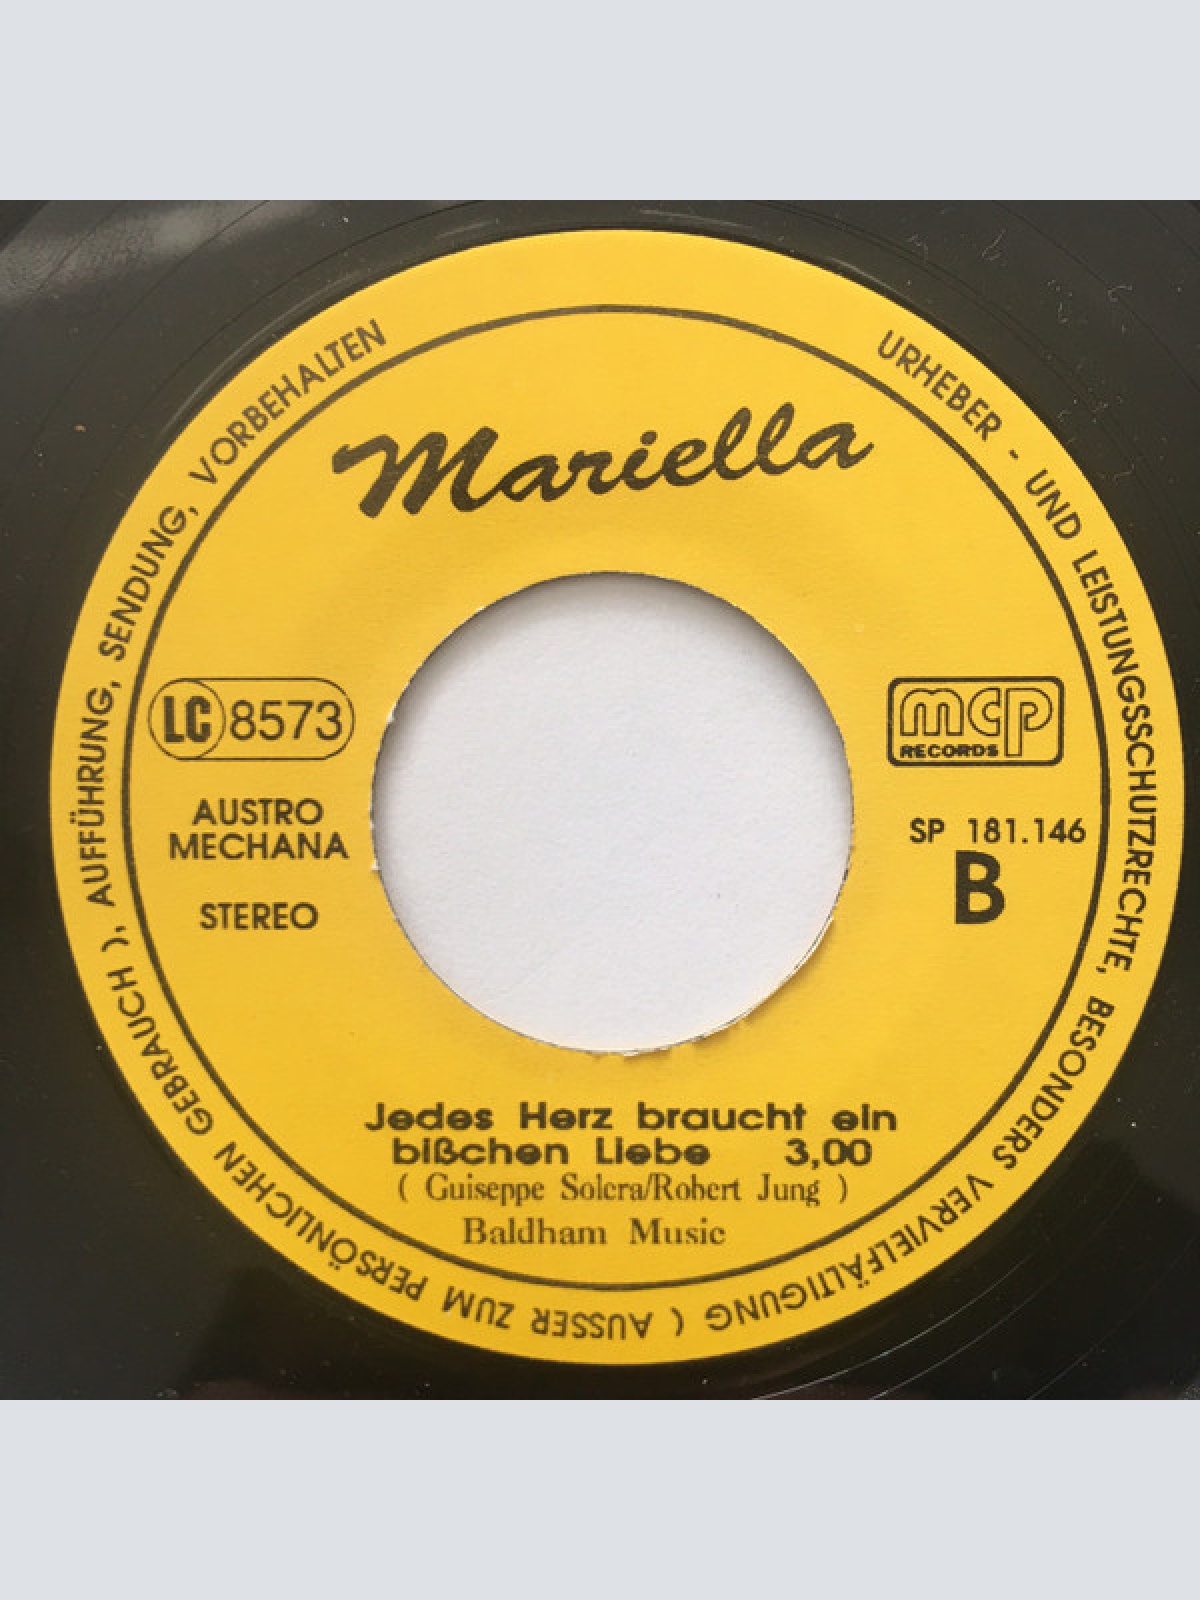 URHEBER - UND LEISTUNGSSCHUTZRECHTE, BESONDERS VERVIELFÄLTIGUNG ( AUSSER ZUM PERSÖNLICHEN GEBRAUCH ), AUFFÜHRUNG, SENDUNG, VORBEHALTEN
Mariella
LC 8573
mcp
RECORDS
AUSTRO
MECHANA
STEREO
SP 181.146
B
Jedes Herz braucht ein
bißchen Liebe 3,00
( Guiseppe Solera/Robert Jung )
Baldham Music